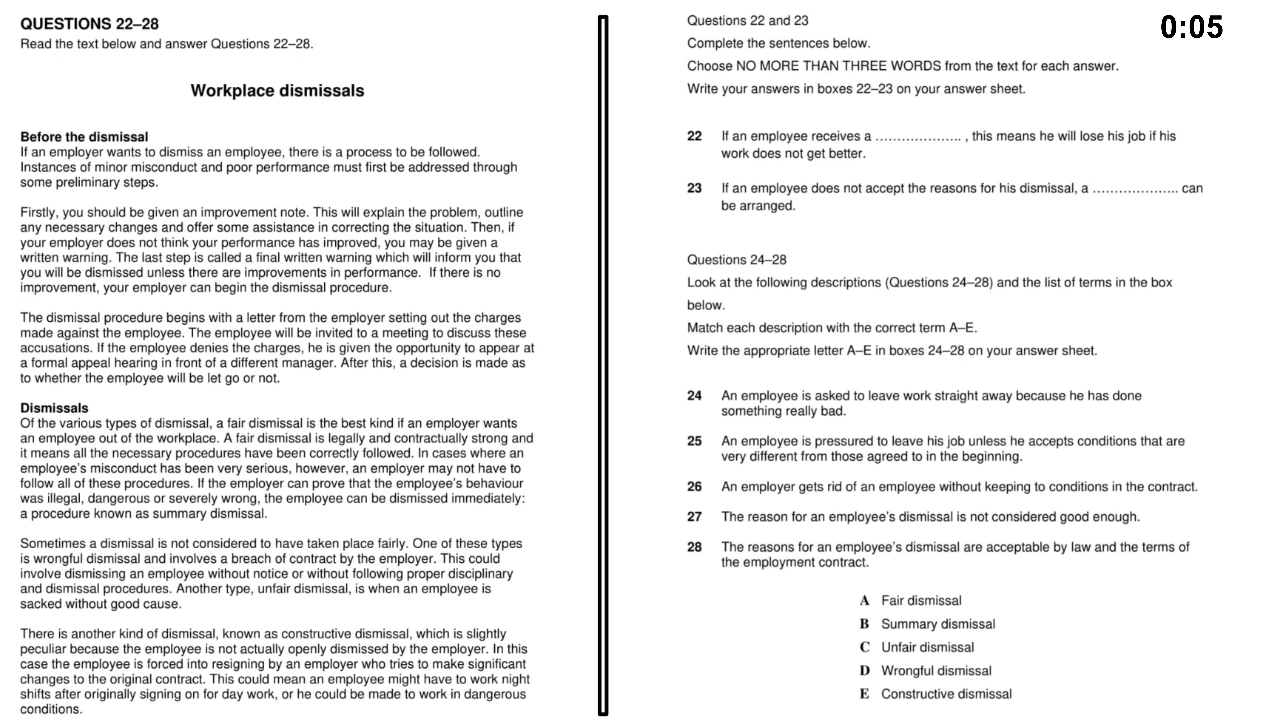 QUESTIONS 22–28
Read the text below and answer Questions 22–28.
Workplace dismissals
Before the dismissal
If an employer wants to dismiss an employee, there is a process to be followed.
Instances of minor misconduct and poor performance must first be addressed through
some preliminary steps.
Firstly, you should be given an improvement note. This will explain the problem, outline
any necessary changes and offer some assistance in correcting the situation. Then, if
your employer does not think your performance has improved, you may be given a
written warning. The last step is called a final written warning which will inform you that
you will be dismissed unless there are improvements in performance.  If there is no
improvement, your employer can begin the dismissal procedure.
The dismissal procedure begins with a letter from the employer setting out the charges
made against the employee. The employee will be invited to a meeting to discuss these
accusations. If the employee denies the charges, he is given the opportunity to appear at
a formal appeal hearing in front of a different manager. After this, a decision is made as
to whether the employee will be let go or not.
Dismissals
Of the various types of dismissal, a fair dismissal is the best kind if an employer wants
an employee out of the workplace. A fair dismissal is legally and contractually strong and
it means all the necessary procedures have been correctly followed. In cases where an
employee's misconduct has been very serious, however, an employer may not have to
follow all of these procedures. If the employer can prove that the employee's behaviour
was illegal, dangerous or severely wrong, the employee can be dismissed immediately:
a procedure known as summary dismissal.
Sometimes a dismissal is not considered to have taken place fairly. One of these types
is wrongful dismissal and involves a breach of contract by the employer. This could
involve dismissing an employee without notice or without following proper disciplinary
and dismissal procedures. Another type, unfair dismissal, is when an employee is
sacked without good cause.
There is another kind of dismissal, known as constructive dismissal, which is slightly
peculiar because the employee is not actually openly dismissed by the employer. In this
case the employee is forced into resigning by an employer who tries to make significant
changes to the original contract. This could mean an employee might have to work night
shifts after originally signing on for day work, or he could be made to work in dangerous
conditions.
0:05
Questions 22 and 23
Complete the sentences below.
Choose NO MORE THAN THREE WORDS from the text for each answer.
Write your answers in boxes 22–23 on your answer sheet.
22 If an employee receives a ……………….. , this means he will lose his job if his
work does not get better.
23 If an employee does not accept the reasons for his dismissal, a ……………….. can
be arranged.
Questions 24–28
Look at the following descriptions (Questions 24–28) and the list of terms in the box
below.
Match each description with the correct term A–E.
Write the appropriate letter A–E in boxes 24–28 on your answer sheet.
24 An employee is asked to leave work straight away because he has done
something really bad.
25 An employee is pressured to leave his job unless he accepts conditions that are
very different from those agreed to in the beginning.
26 An employer gets rid of an employee without keeping to conditions in the contract.
27 The reason for an employee's dismissal is not considered good enough.
28 The reasons for an employee's dismissal are acceptable by law and the terms of
the employment contract.
A Fair dismissal
B Summary dismissal
C Unfair dismissal
D Wrongful dismissal
E Constructive dismissal